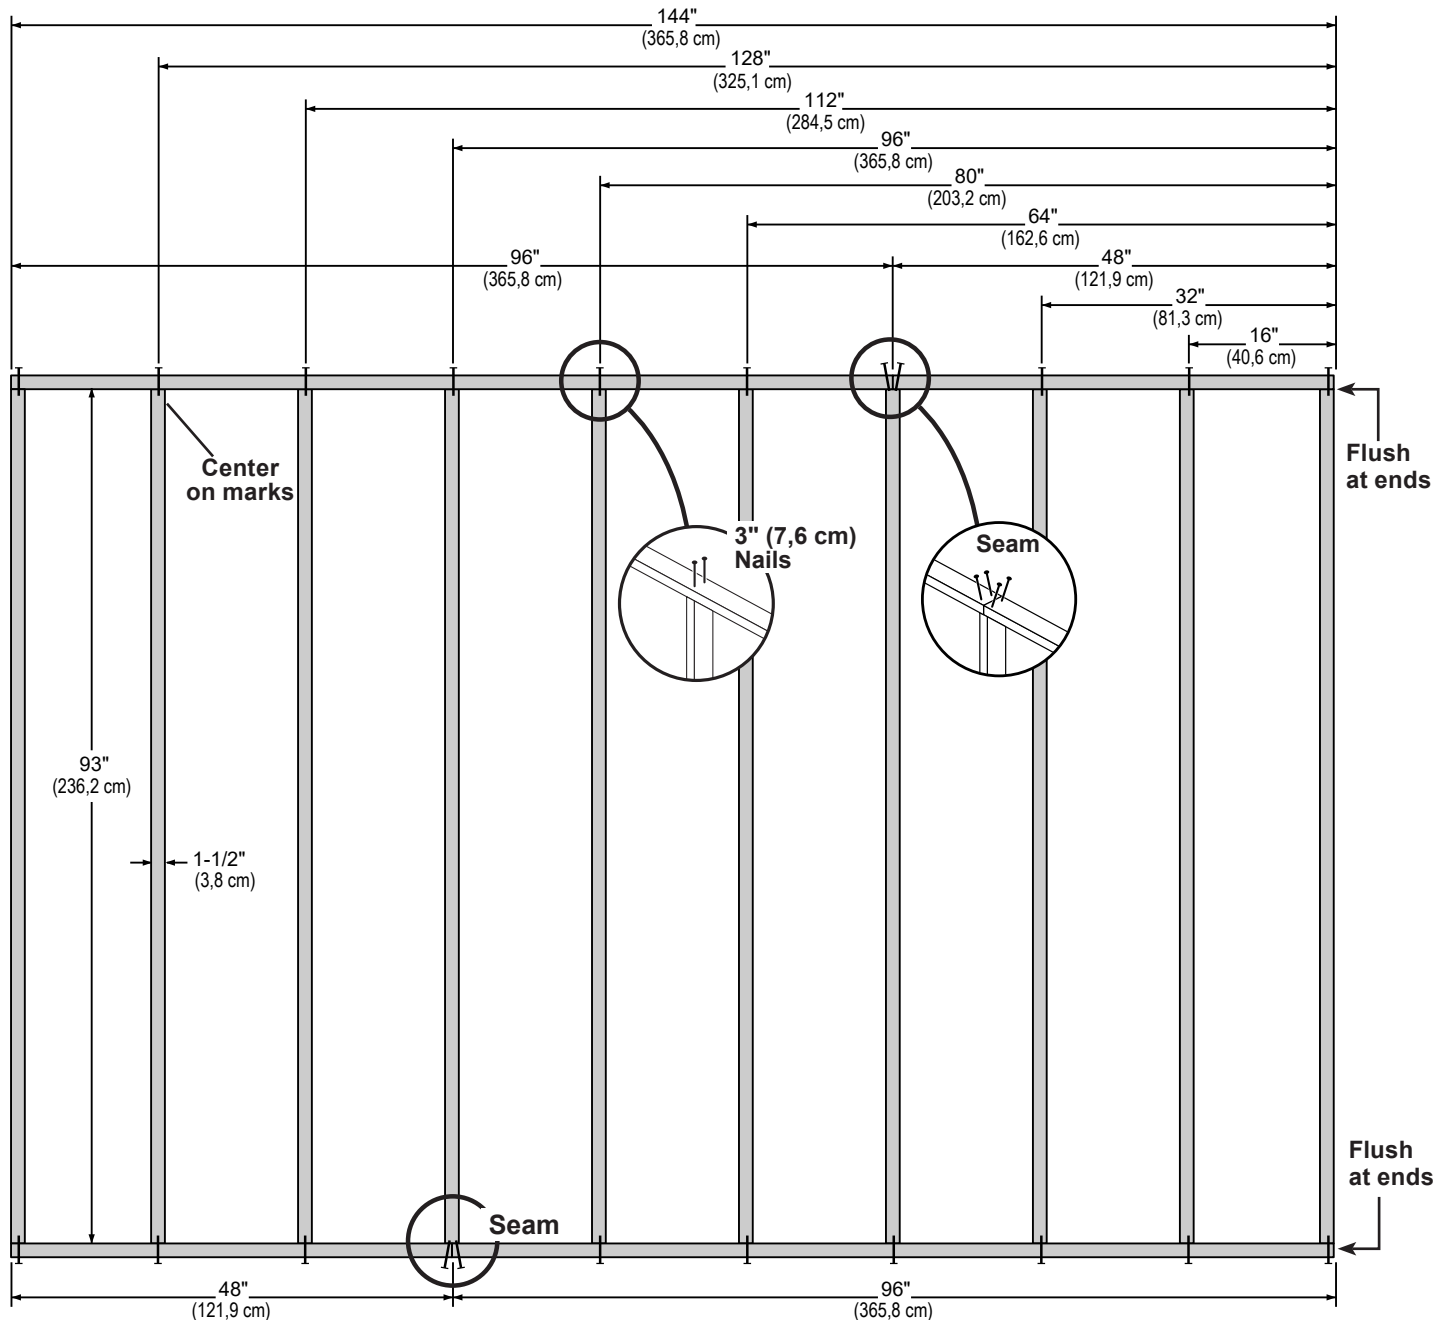 144"
(365,8 cm)
128"
(325,1 cm)
112"
(284,5 cm)
96"
(365,8 cm)
80"
(203,2 cm)
64"
(162,6 cm)
96"
(365,8 cm)
48"
(121,9 cm)
32"
(81,3 cm)
16"
(40,6 cm)
Center
on marks
Flush
at ends
3" (7,6 cm)
Nails
Seam
93"
(236,2 cm)
1-1/2"
(3,8 cm)
Flush
at ends
Seam
48"
(121,9 cm)
96"
(365,8 cm)